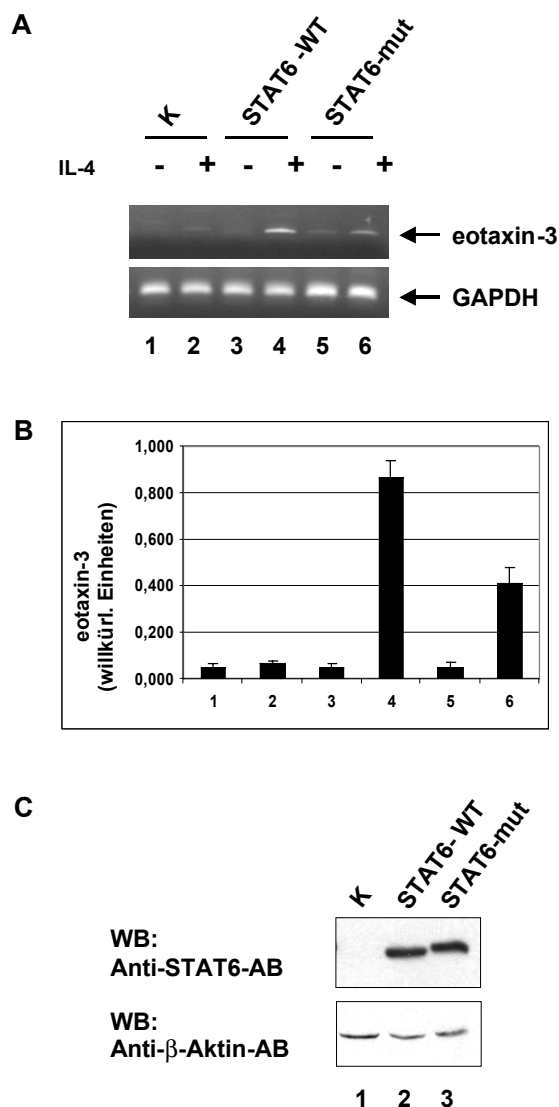 A
K STAT6 -WT STAT6-mut
IL-4 - + - + - +
eotaxin-3
GAPDH
1 2 3 4 5 6
B
eotaxin-3
(willkürl. Einheiten)
1,000
0,800
0,600
0,400
0,200
0,000
1 2 3 4 5 6
C
K STAT6- WT STAT6-mut
WB:
Anti-STAT6-AB
WB:
Anti-β-Aktin-AB
1 2 3